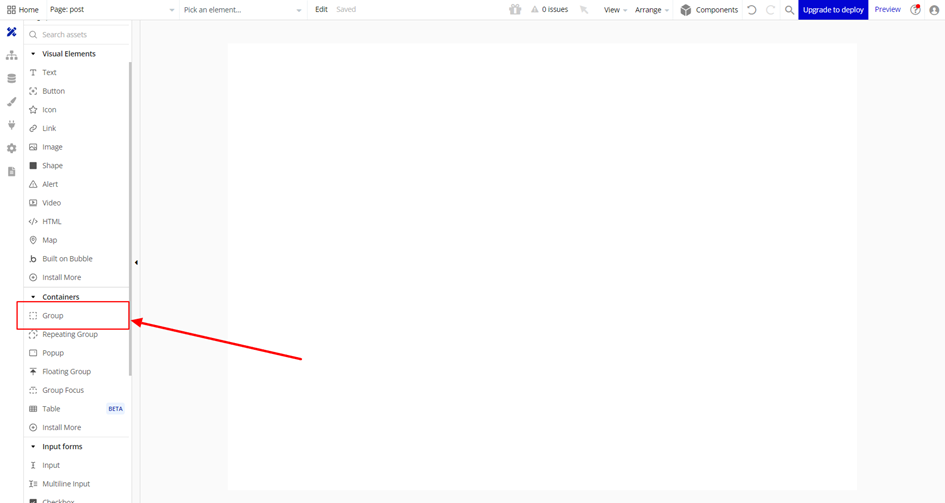 Home Page: post Pick an element... Edit Saved 0 issues View Arrange Components Upgrade to deploy Preview
Search assets
Visual Elements
Text
Button
Icon
Link
Image
Shape
Alert
Video
HTML
Map
Built on Bubble
Install More
Containers
Group
Repeating Group
Popup
Floating Group
Group Focus
Table BETA
Install More
Input forms
Input
Multiline Input
Checkbox